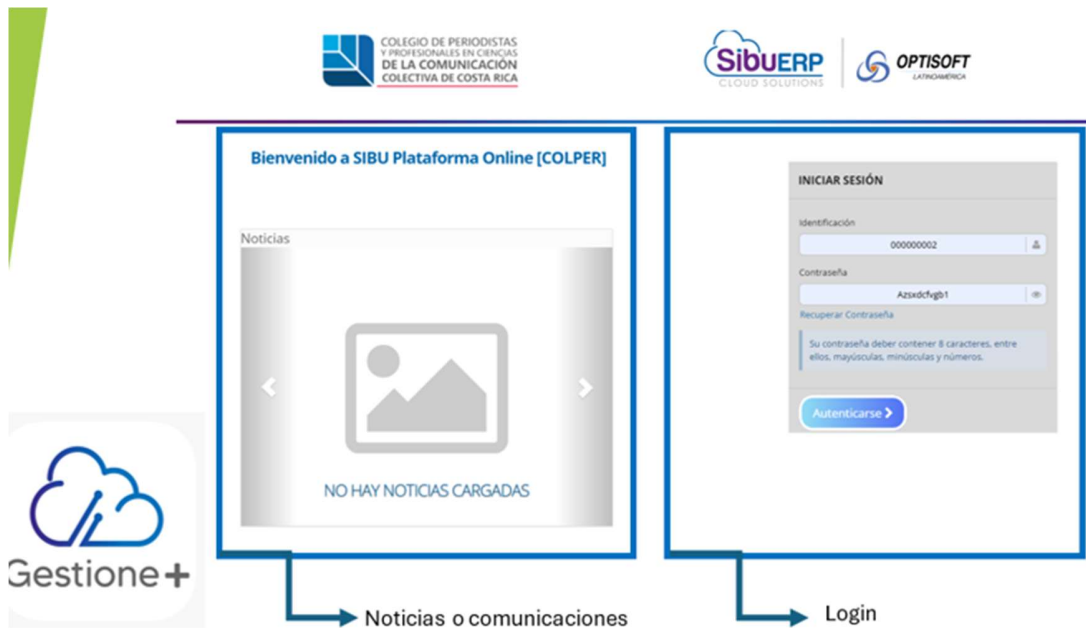 COLEGIO DE PERIODISTAS
Y PROFESIONALES EN CIENCIAS
DE LA COMUNICACIÓN
COLECTIVA DE COSTA RICA
SibUERP
CLOUD SOLUTIONS
OPTISOFT
LATINOAMÉRICA
Bienvenido a SIBU Plataforma Online [COLPER]
Noticias
NO HAY NOTICIAS CARGADAS
INICIAR SESIÓN
Identificación
000000002
Contraseña
Azsxdcfvgb1
Recuperar Contraseña
Su contraseña deber contener 8 caracteres, entre
ellos, mayúsculas, minúsculas y números.
Autenticarse
Gestione+
Noticias o comunicaciones
Login